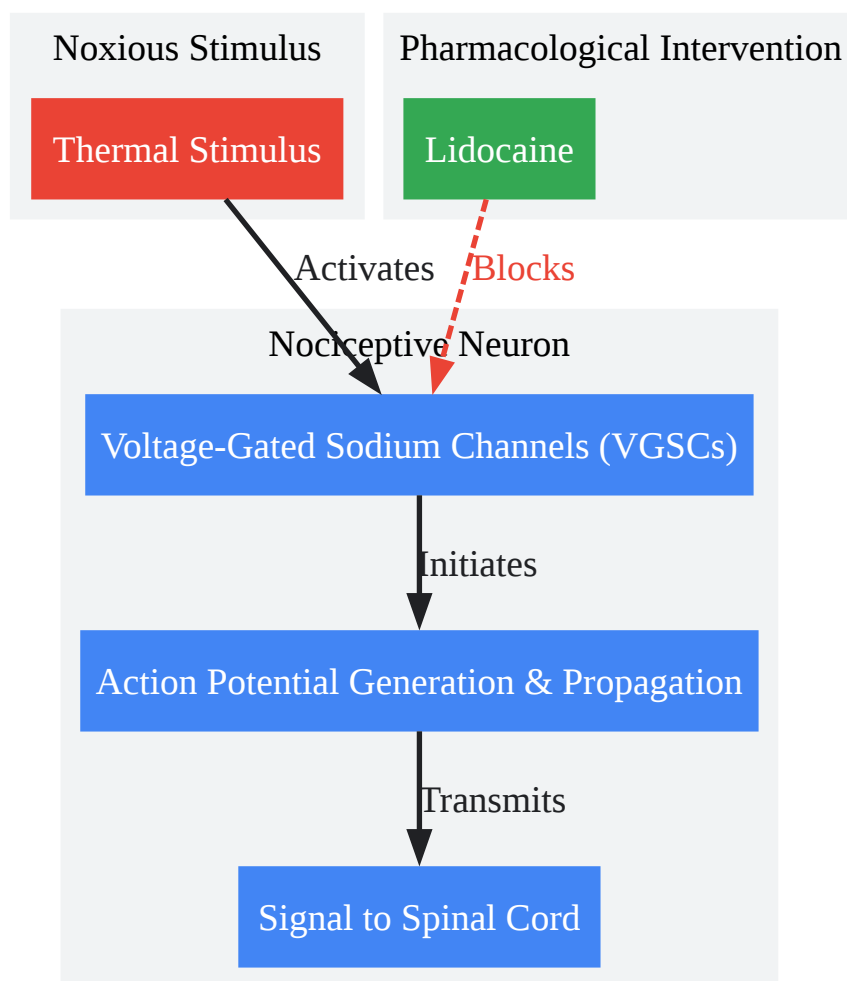 Noxious Stimulus
Pharmacological Intervention
Thermal Stimulus
Lidocaine
Activates
Blocks
Nociceptive Neuron
Voltage-Gated Sodium Channels (VGSCs)
Initiates
Action Potential Generation & Propagation
Transmits
Signal to Spinal Cord